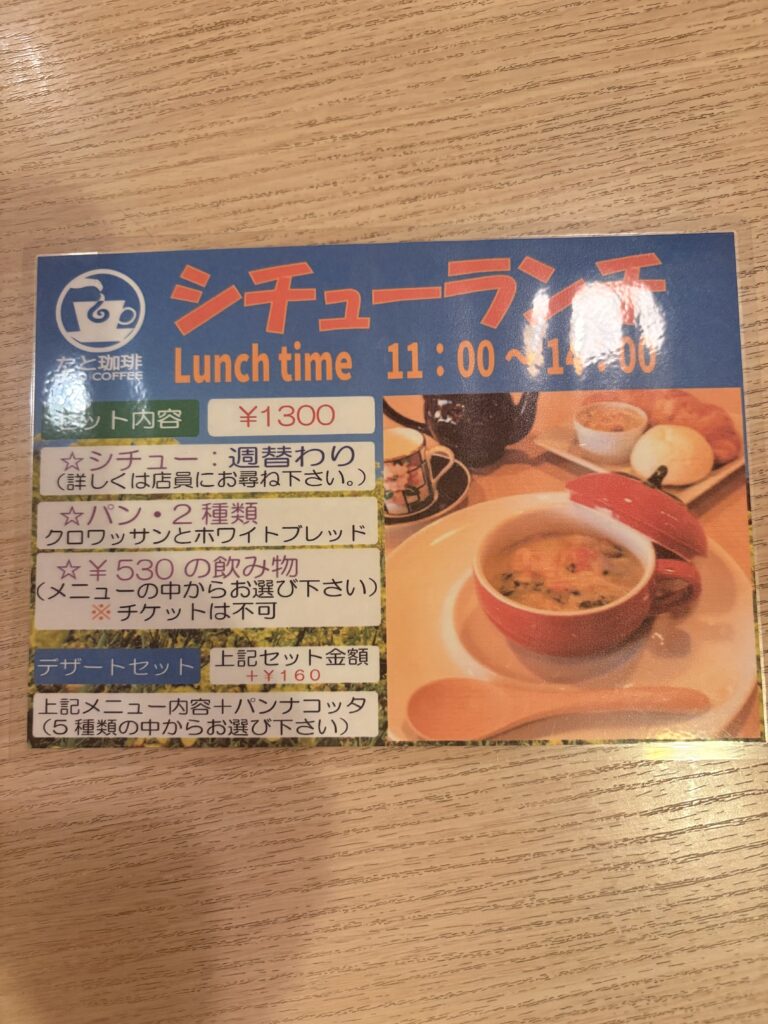 シチューランチ
たと珈琲
COFFEE
Lunch time 11：00 ～ 14：00
セット内容
¥1300
☆シチュー：週替わり
（詳しくは店員にお尋ね下さい。）
☆パン・2種類
クロワッサンとホワイトブレッド
☆￥530の飲み物
（メニューの中からお選び下さい）
※チケットは不可
デザートセット
上記セット金額
＋￥160
上記メニュー内容＋パンナコッタ
（5種類の中からお選び下さい）